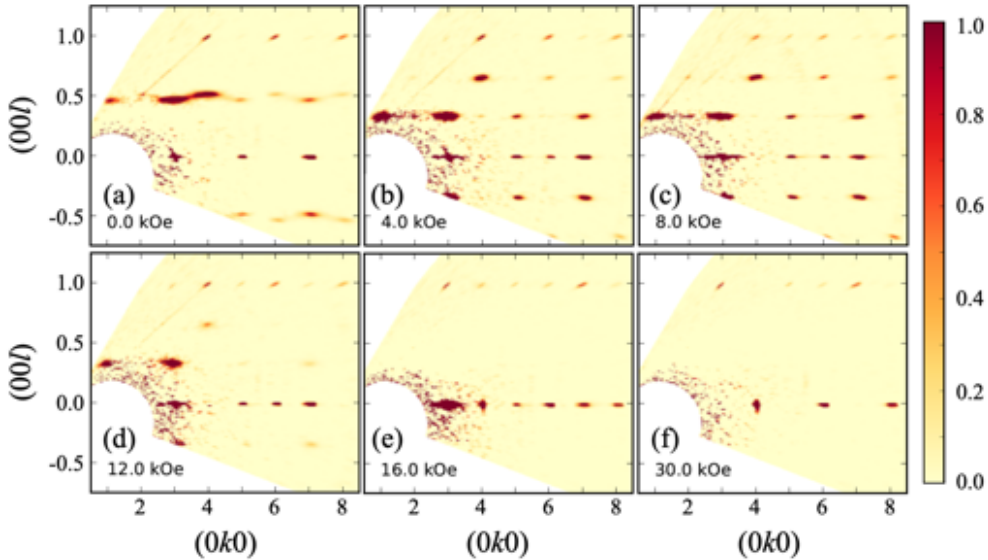 1.0
0.5
0.0
-0.5
(00l)
(a)
0.0 kOe
(b)
4.0 kOe
(c)
8.0 kOe
1.0
0.5
0.0
-0.5
(00l)
(d)
12.0 kOe
(e)
16.0 kOe
(f)
30.0 kOe
2 4 6 8
2 4 6 8
2 4 6 8
(0k0)
(0k0)
(0k0)
1.0
0.8
0.6
0.4
0.2
0.0